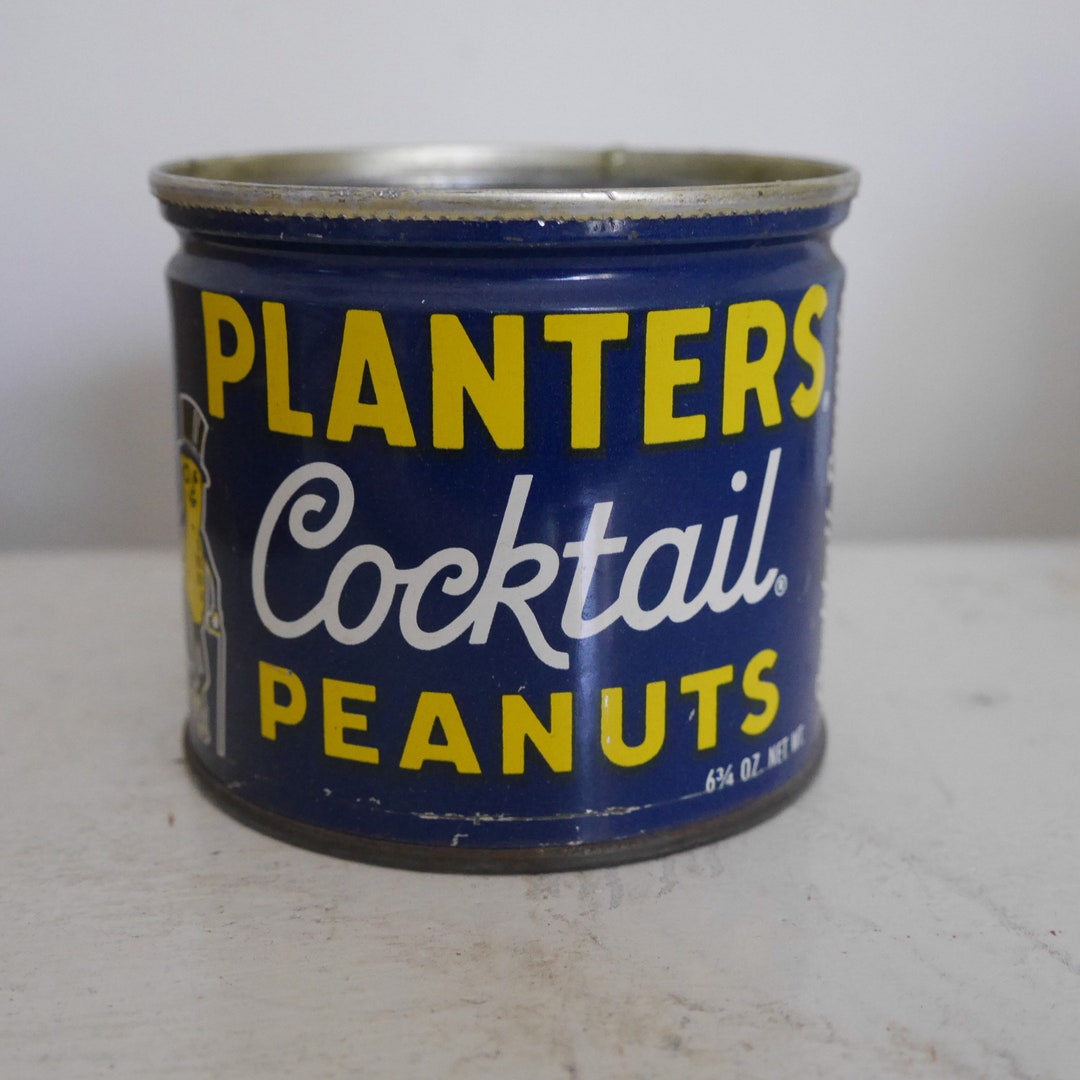 PLANTERS®
Cocktail®
PEANUTS
6¾ OZ. NET WT.